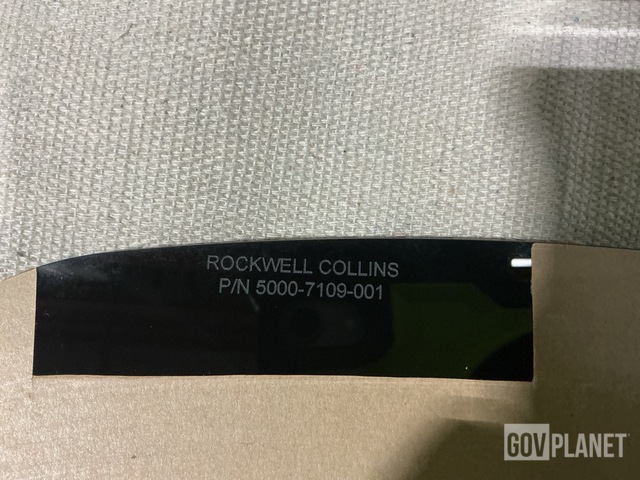 ROCKWELL COLLINS
P/N 5000-7109-001
GOVPLANET